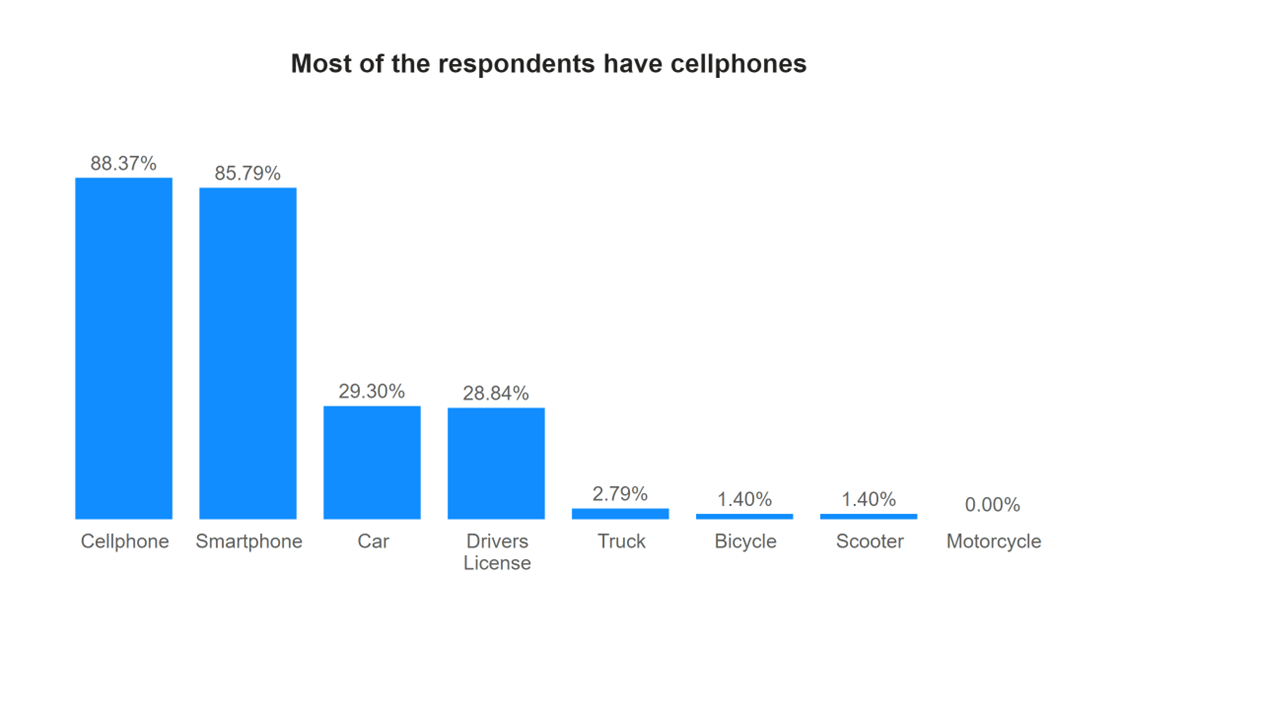 Most of the respondents have cellphones
88.37%
85.79%
29.30%
28.84%
2.79%
1.40%
1.40%
0.00%
Cellphone
Smartphone
Car
Drivers
License
Truck
Bicycle
Scooter
Motorcycle